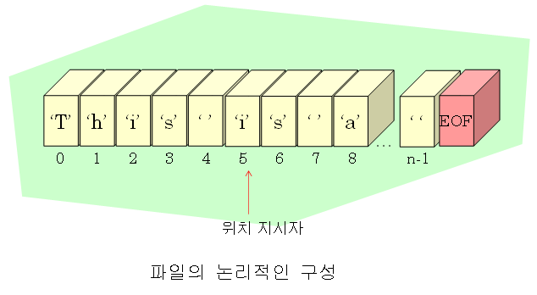 ‘T’ ‘h’ ‘i’ ‘s’ ‘ ’ ‘i’ ‘s’ ‘ ’ ‘a’ ‘ ‘ EOF
0 1 2 3 4 5 6 7 8 ... n-1
위치 지시자
파일의 논리적인 구성